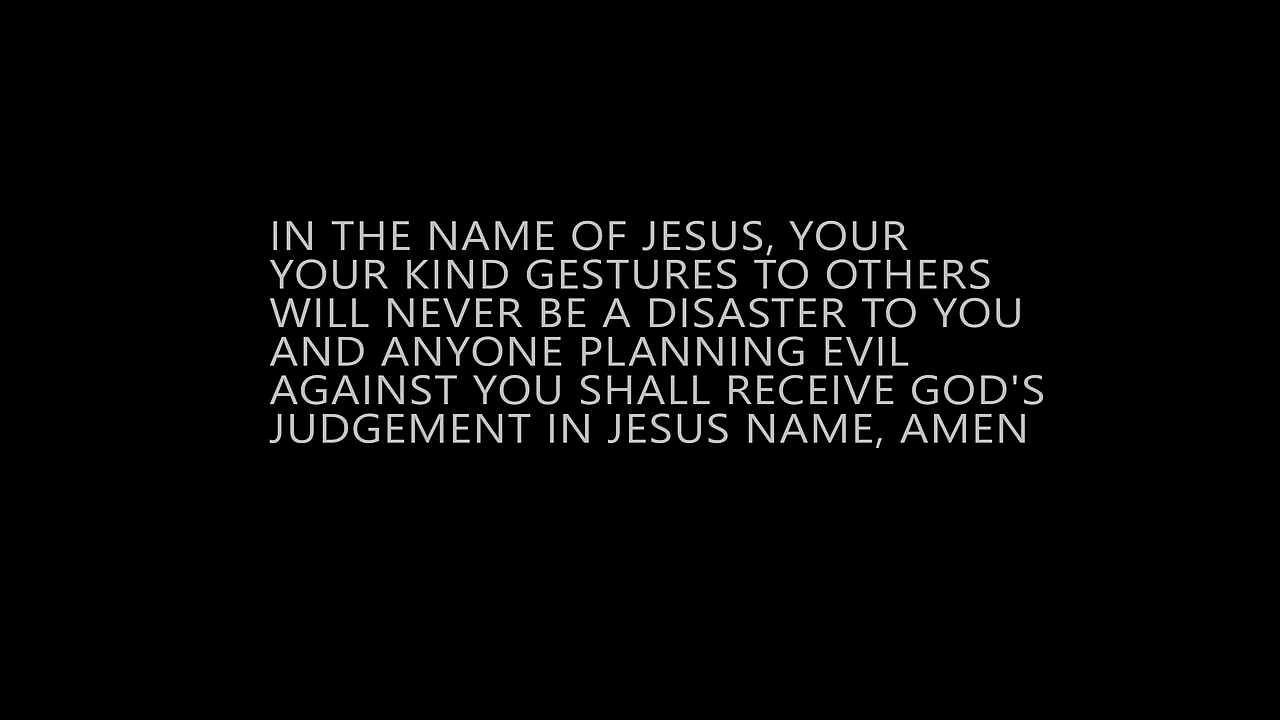 IN THE NAME OF JESUS, YOUR
YOUR KIND GESTURES TO OTHERS
WILL NEVER BE A DISASTER TO YOU
AND ANYONE PLANNING EVIL
AGAINST YOU SHALL RECEIVE GOD'S
JUDGEMENT IN JESUS NAME, AMEN